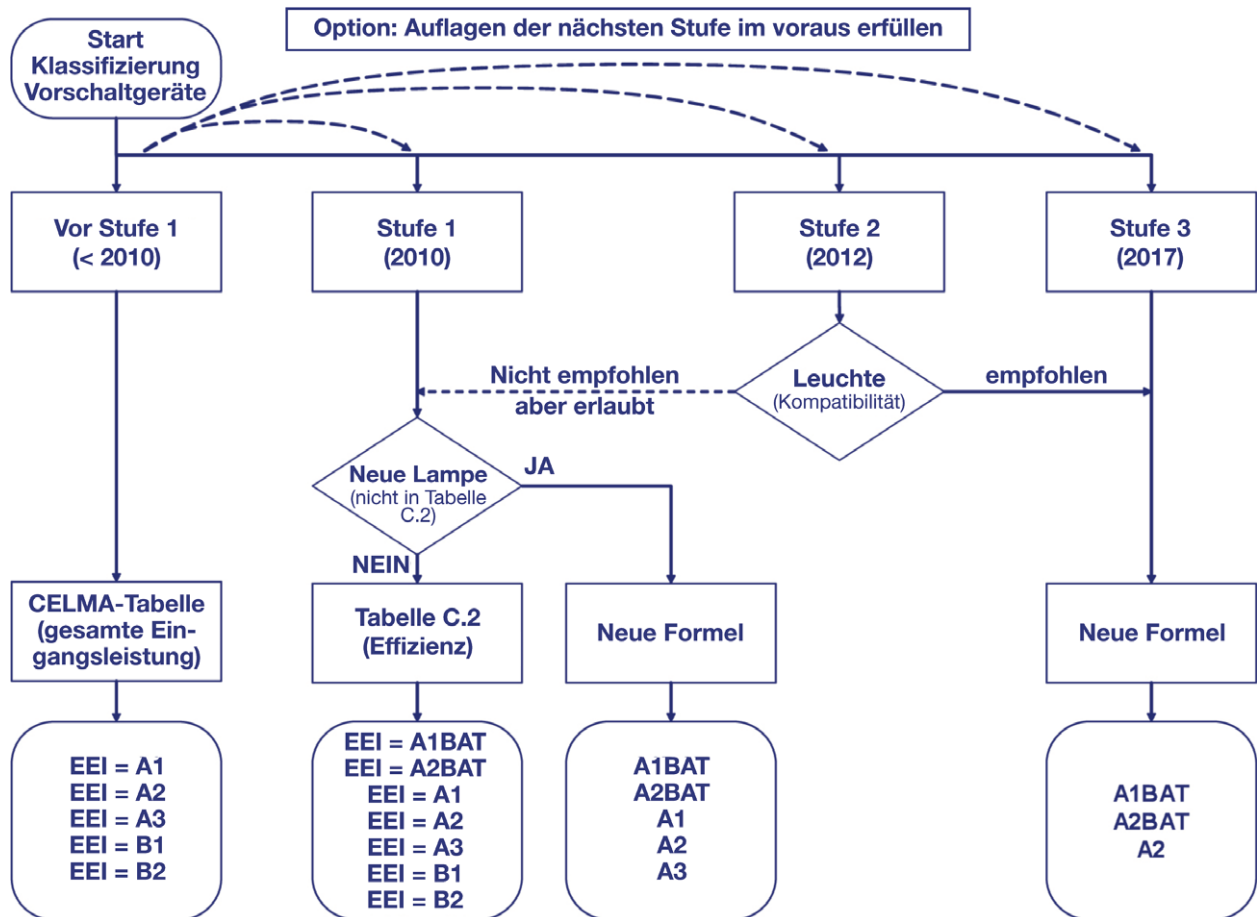 Start
Klassifizierung
Vorschaltgeräte
Option: Auflagen der nächsten Stufe im voraus erfüllen
Vor Stufe 1
(< 2010)
Stufe 1
(2010)
Stufe 2
(2012)
Stufe 3
(2017)
Nicht empfohlen
aber erlaubt
Leuchte
(Kompatibilität)
empfohlen
Neue Lampe
(nicht in Tabelle
C.2)
JA
NEIN
CELMA-Tabelle
(gesamte Ein-
gangsleistung)
Tabelle C.2
(Effizienz)
Neue Formel
Neue Formel
EEI = A1
EEI = A2
EEI = A3
EEI = B1
EEI = B2
EEI = A1BAT
EEI = A2BAT
EEI = A1
EEI = A2
EEI = A3
EEI = B1
EEI = B2
A1BAT
A2BAT
A1
A2
A3
A1BAT
A2BAT
A2